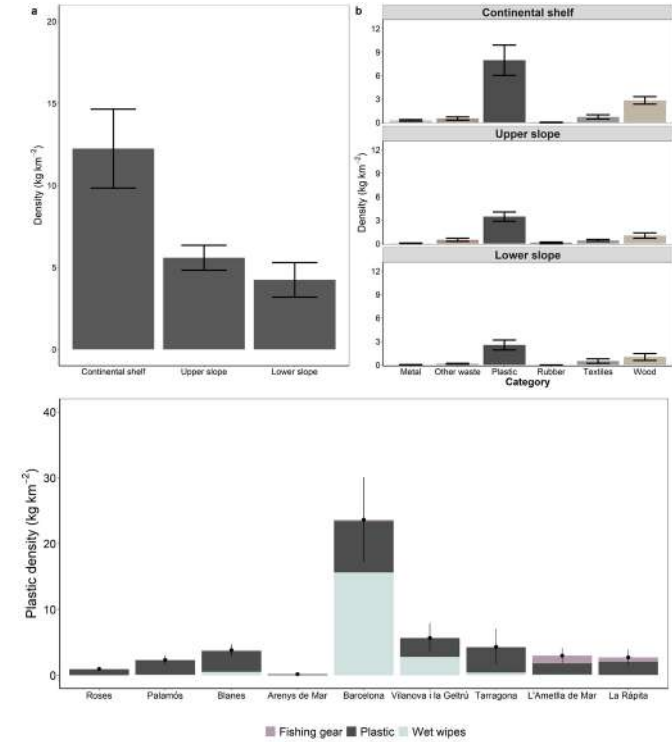 a
20
15
10
5
0
Density (kg km⁻²)
Continental shelf Upper slope Lower slope
b
Continental shelf
12
9
6
3
0
Upper slope
12
9
6
3
0
Density (kg km⁻²)
Lower slope
12
9
6
3
0
Metal Other waste Plastic Rubber Textiles Wood
Category
40
30
20
10
0
Plastic density (kg km⁻²)
Roses Palamós Blanes Arenys de Mar Barcelona Vilanova i la Geltrú Tarragona L'Ametlla de Mar La Ràpita
Fishing gear Plastic Wet wipes